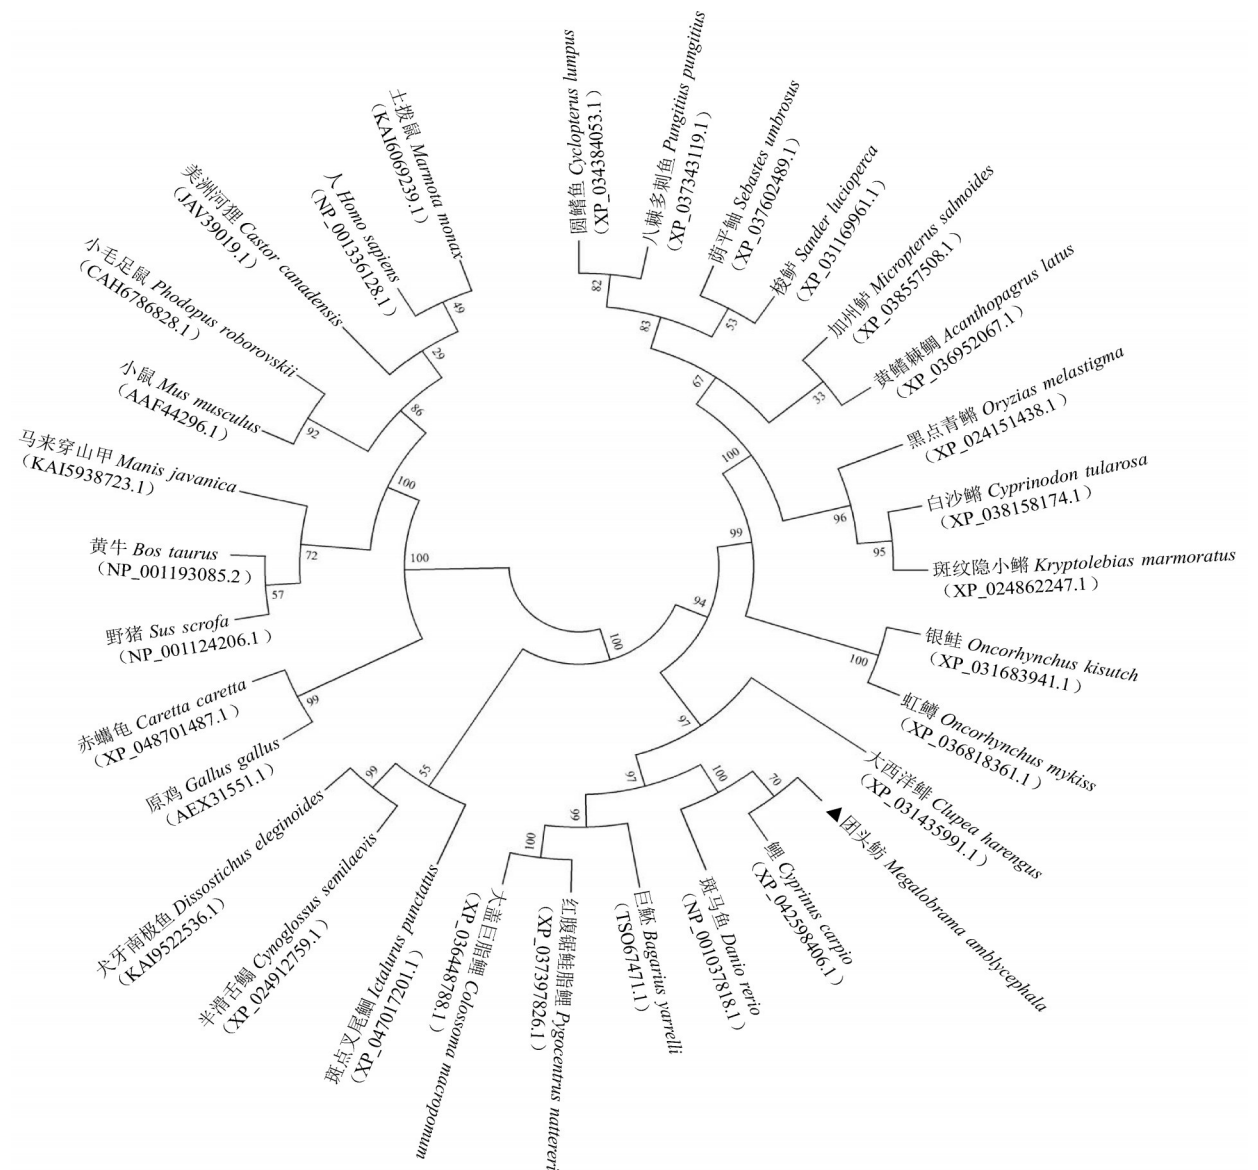 圆鳍鱼 Cyclopterus lumpus
（XP_034384053.1）
八棘多刺鱼 Pungitius pungitius
（XP_037343119.1）
荫平鲉 Sebastes umbrosus
（XP_037602489.1）
梭鲈 Sander lucioperca
（XP_031169961.1）
加州鲈 Micropterus salmoides
（XP_038557508.1）
黄鳍棘鲷 Acanthopagrus latus
（XP_036952067.1）
黑点青鳉 Oryzias melastigma
（XP_024151438.1）
白沙鳉 Cyprinodon tularosa
（XP_038158174.1）
斑纹隐小鳉 Kryptolebias marmoratus
（XP_024862247.1）
银鲑 Oncorhynchus kisutch
（XP_031683941.1）
虹鳟 Oncorhynchus mykiss
（XP_036818361.1）
大西洋鲱 Clupea harengus
（XP_031435991.1）
▲团头鲂 Megalobrama amblycephala
鲤 Cyprinus carpio
（XP_042598406.1）
斑马鱼 Danio rerio
（NP_001037818.1）
巨魾 Bagarius yarrelli
（TSO67471.1）
红腹锯鲑脂鲤 Pygocentrus nattereri
（XP_037397826.1）
大盖巨脂鲤 Colossoma macropomum
（XP_036448788.1）
斑点叉尾鮰 Ictalurus punctatus
（XP_047017201.1）
半滑舌鳎 Cynoglossus semilaevis
（XP_024912759.1）
犬牙南极鱼 Dissostichus eleginoides
（KAI9522536.1）
原鸡 Gallus gallus
（AEX31551.1）
赤蠵龟 Caretta caretta
（XP_048701487.1）
野猪 Sus scrofa
（NP_001124206.1）
黄牛 Bos taurus
（NP_001193085.2）
马来穿山甲 Manis javanica
（KAI5938723.1）
小鼠 Mus musculus
（AAF44296.1）
小毛足鼠 Phodopus roborovskii
（CAH6786828.1）
美洲河狸 Castor canadensis
（JAV39019.1）
人 Homo sapiens
（NP_001336128.1）
土拨鼠 Marmota monax
（KAI6069239.1）
82
83
53
67
33
100
96
95
99
100
94
97
97
100
70
66
100
55
99
100
99
100
100
57
72
92
86
29
49